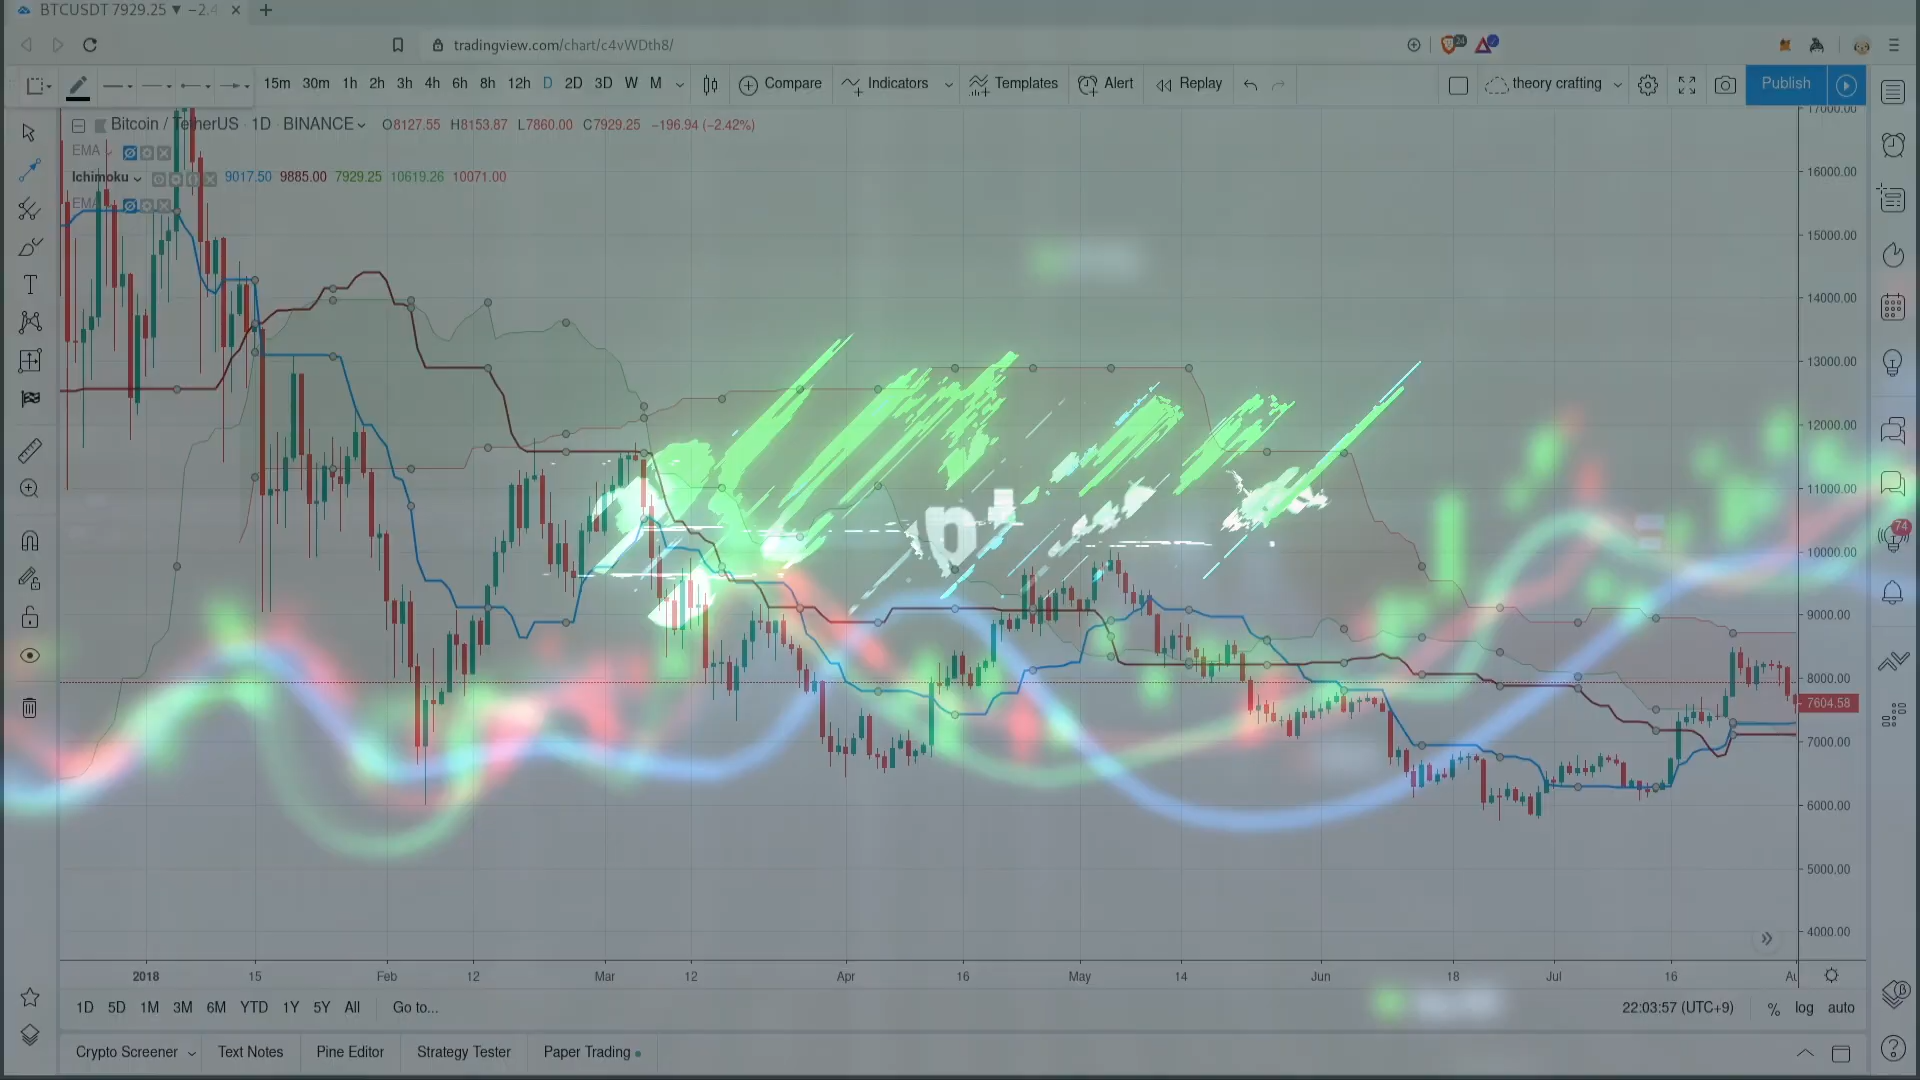 BTCUSDT 7929.25 ▼ −2.4
tradingview.com/chart/c4vWDth8/
15m 30m 1h 2h 3h 4h 6h 8h 12h D 2D 3D W M Compare Indicators Templates Alert Replay theory crafting Publish
Bitcoin / TetherUS · 1D · BINANCE O8127.55 H8153.87 L7860.00 C7929.25 −196.94 (−2.42%)
EMA
Ichimoku 9017.50 9885.00 7929.25 10619.26 10071.00
EMA
17000.00
16000.00
15000.00
14000.00
13000.00
12000.00
11000.00
10000.00
9000.00
8000.00
7604.58
7000.00
6000.00
5000.00
4000.00
74
2018 15 Feb 12 Mar 12 Apr 16 May 14 Jun 18 Jul 16
1D 5D 1M 3M 6M YTD 1Y 5Y All Go to... 22:03:57 (UTC+9) % log auto
Crypto Screener Text Notes Pine Editor Strategy Tester Paper Trading